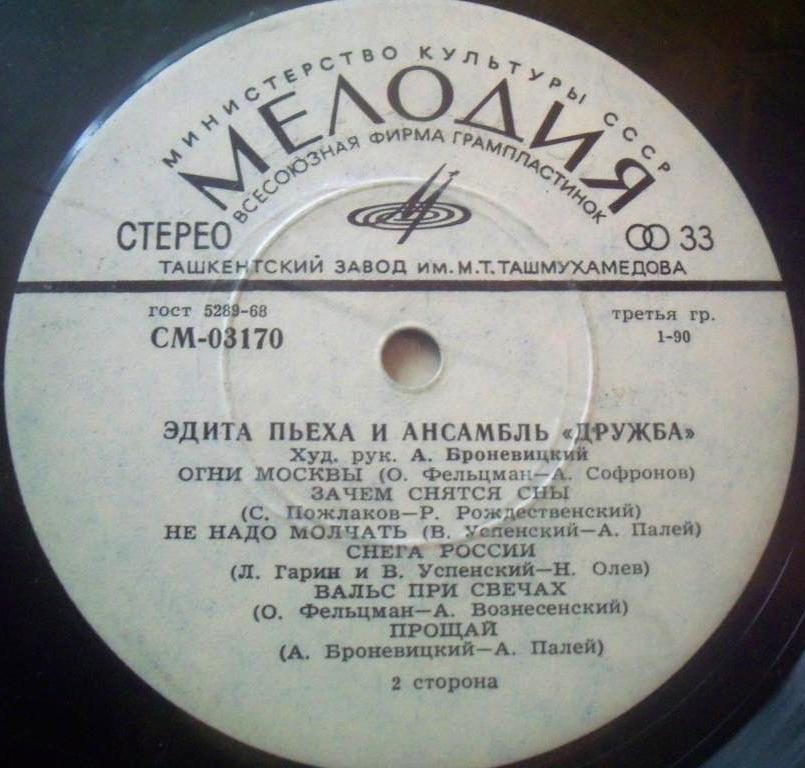 МИНИСТЕРСТВО КУЛЬТУРЫ СССР
МЕЛОДИЯ
ВСЕСОЮЗНАЯ ФИРМА ГРАМПЛАСТИНОК
СТЕРЕО 33
ТАШКЕНТСКИЙ ЗАВОД ИМ. М.Т. ТАШМУХАМЕДОВА
гост 5289-68 третья гр.
СМ-03170 1-90
ЭДИТА ПЬЕХА И АНСАМБЛЬ «ДРУЖБА»
Худ. рук. А. Броневицкий
ОГНИ МОСКВЫ (О. Фельцман—А. Софронов)
ЗАЧЕМ СНЯТСЯ СНЫ
(С. Пожлаков—Р. Рождественский)
НЕ НАДО МОЛЧАТЬ (В. Успенский—А. Палей)
СНЕГА РОССИИ
(Л. Гарин и В. Успенский—Н. Олев)
ВАЛЬС ПРИ СВЕЧАХ
(О. Фельцман—А. Вознесенский)
ПРОЩАЙ
(А. Броневицкий—А. Палей)
2 сторона